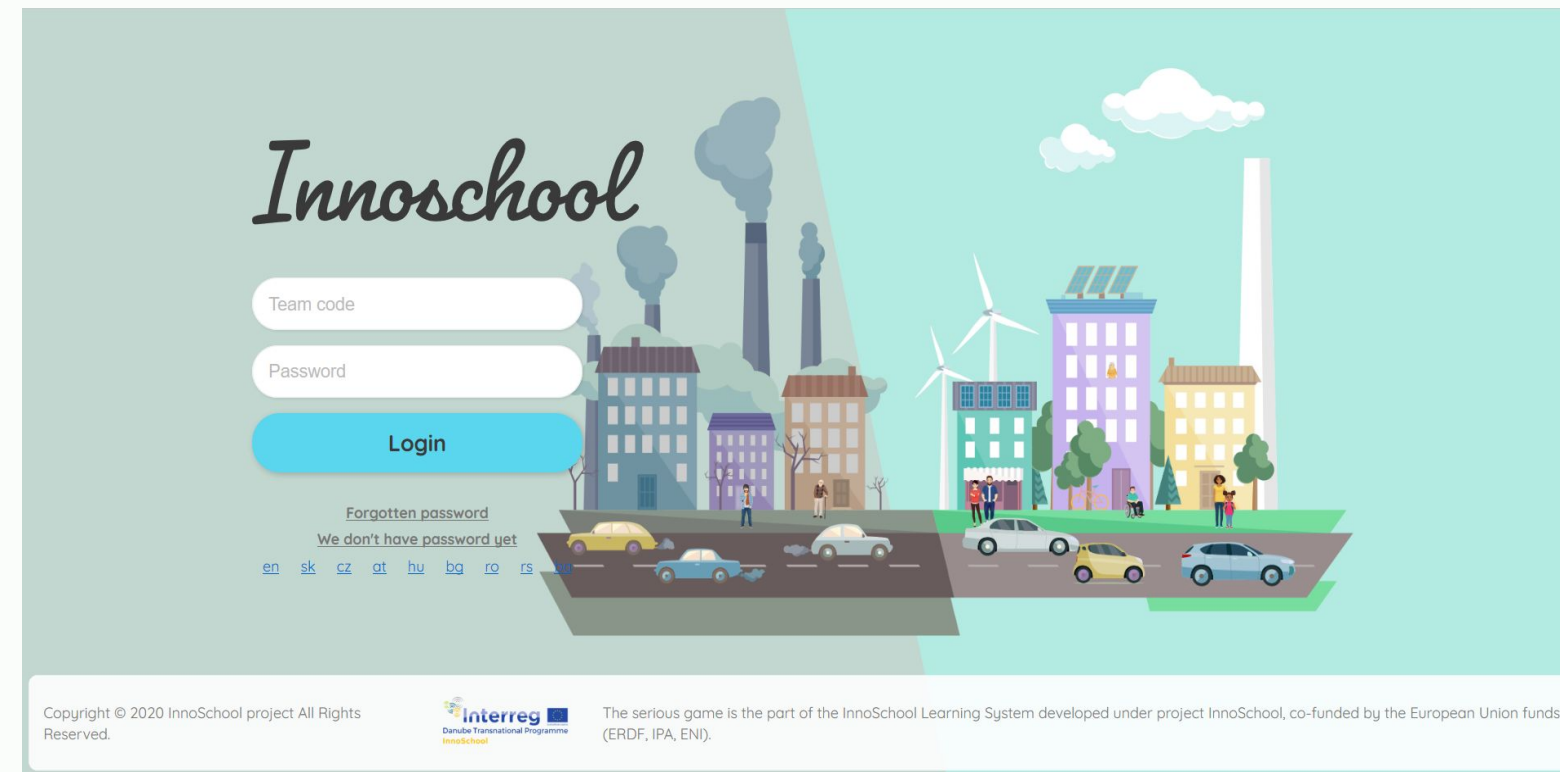 Innoschool
Team code
Password
Login
Forgotten password
We don't have password yet
en sk cz at hu bg ro rs
Copyright © 2020 InnoSchool project All Rights
Reserved.
Interreg
Danube Transnational Programme
InnoSchool
The serious game is the part of the InnoSchool Learning System developed under project InnoSchool, co-funded by the European Union funds
(ERDF, IPA, ENI).